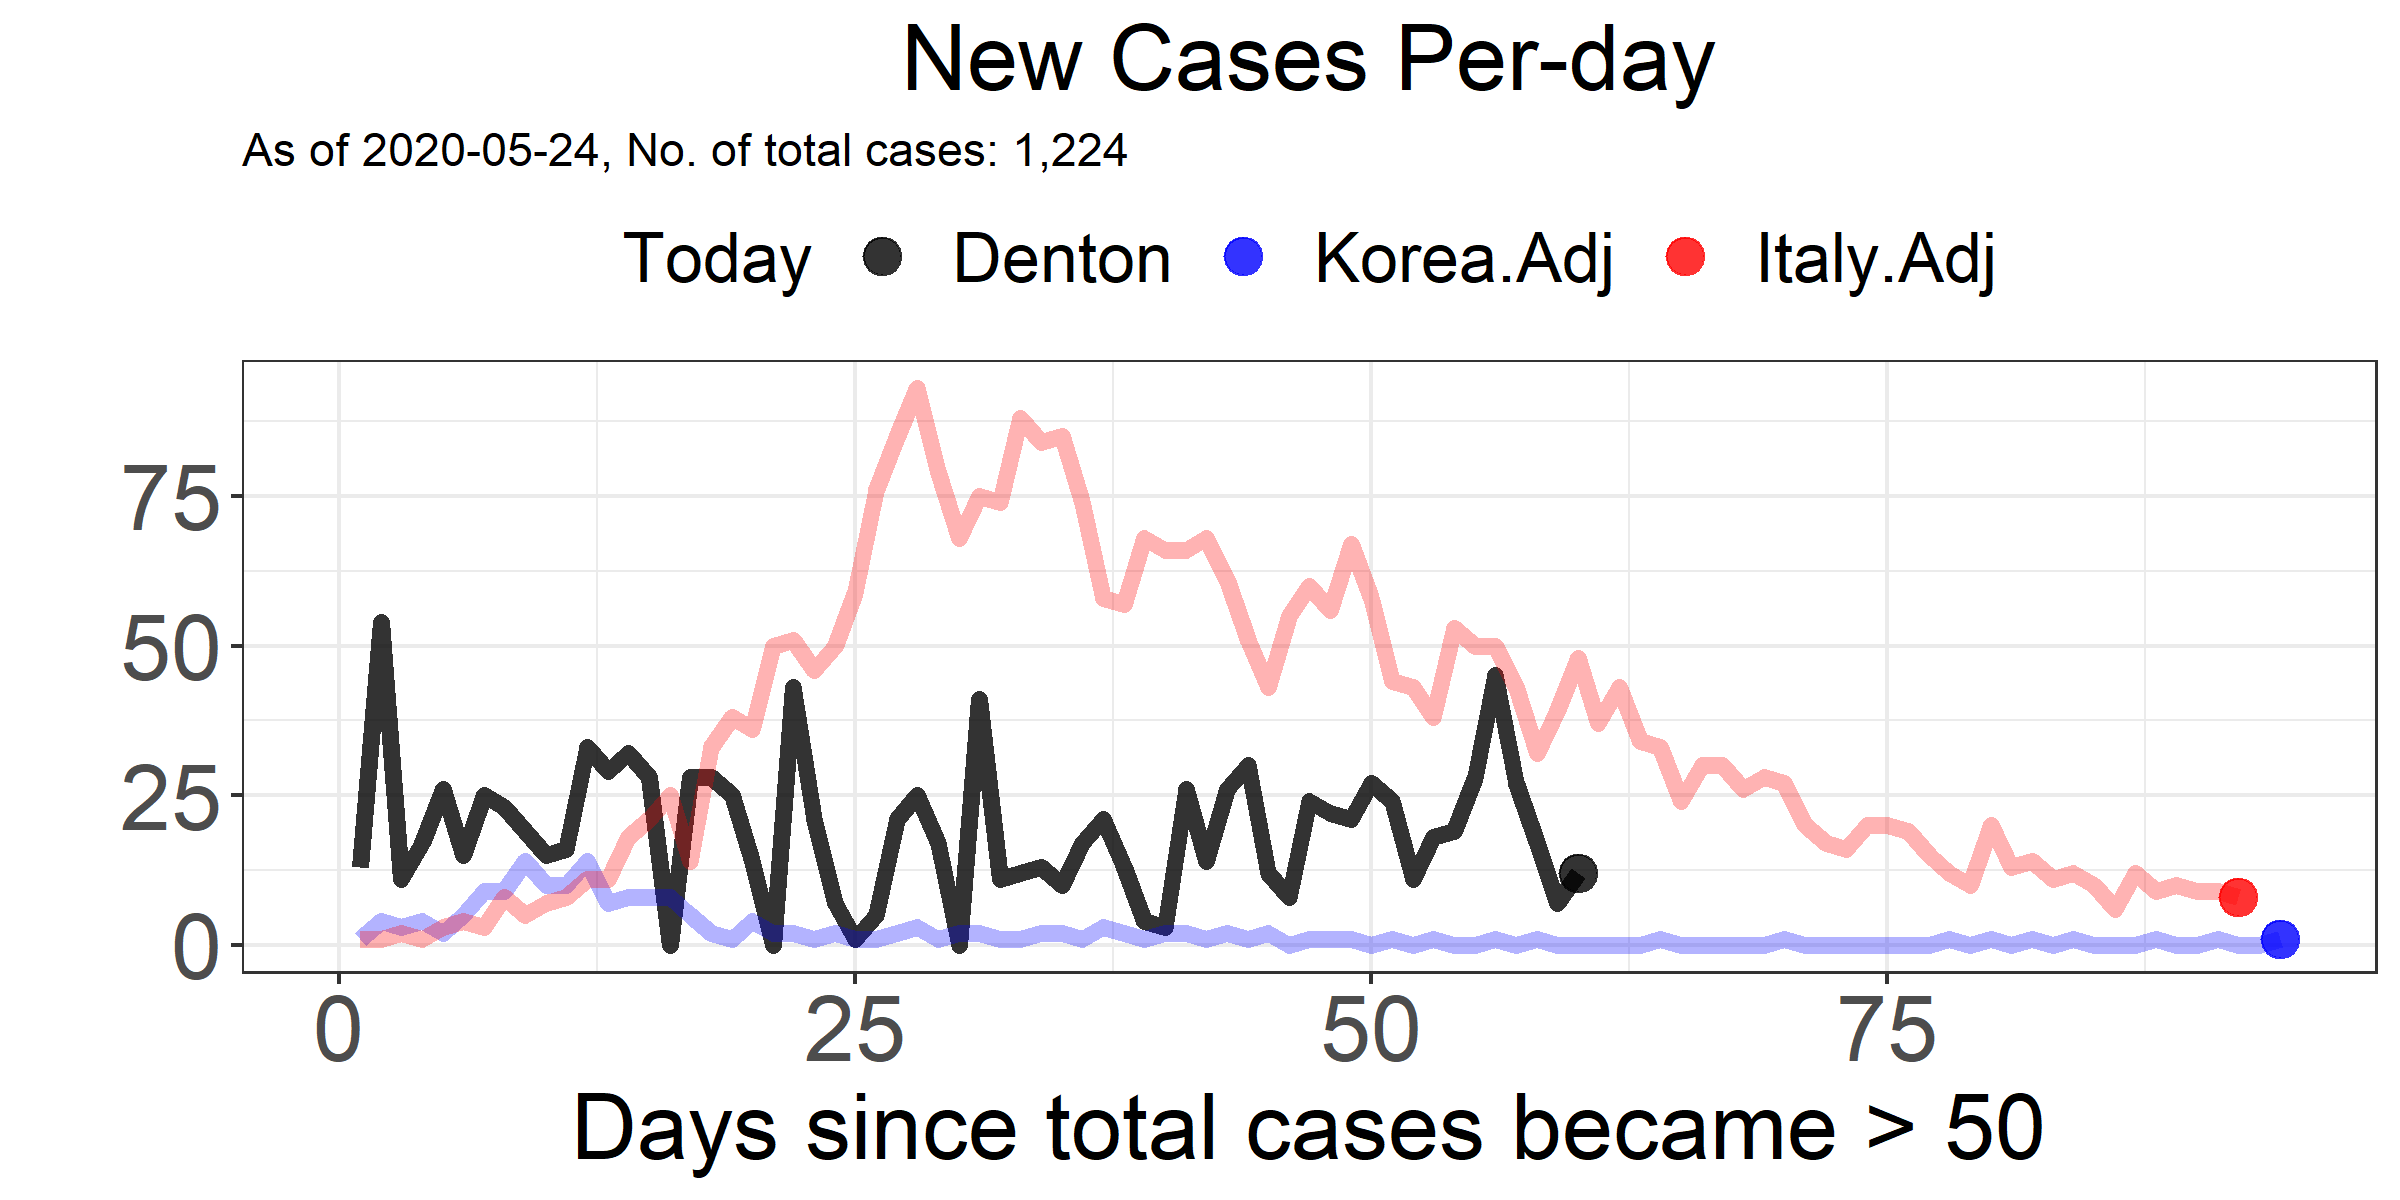 New Cases Per-day
As of 2020-05-24, No. of total cases: 1,224
Today Denton Korea.Adj Italy.Adj
75
50
25
0
0 25 50 75
Days since total cases became > 50